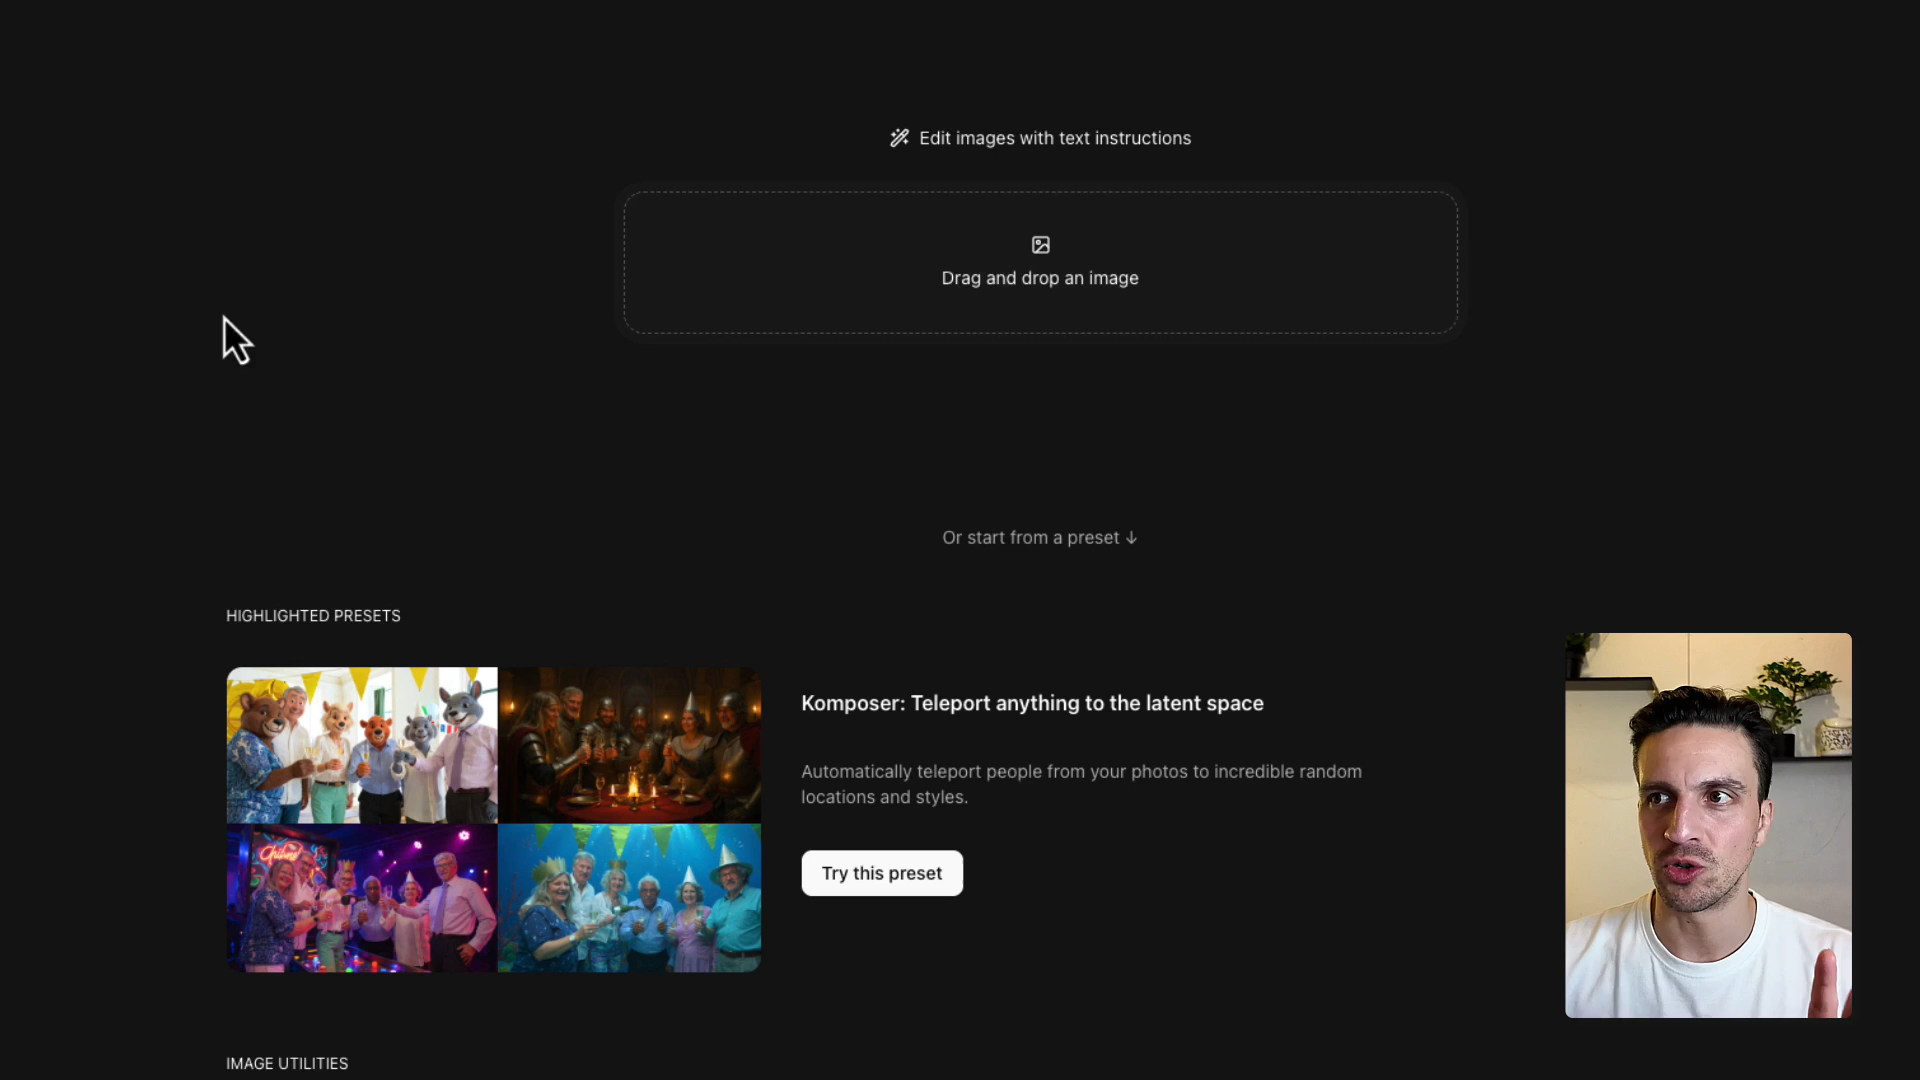 Edit images with text instructions
Drag and drop an image
Or start from a preset ↓
HIGHLIGHTED PRESETS
Komposer: Teleport anything to the latent space
Automatically teleport people from your photos to incredible random
locations and styles.
Try this preset
IMAGE UTILITIES